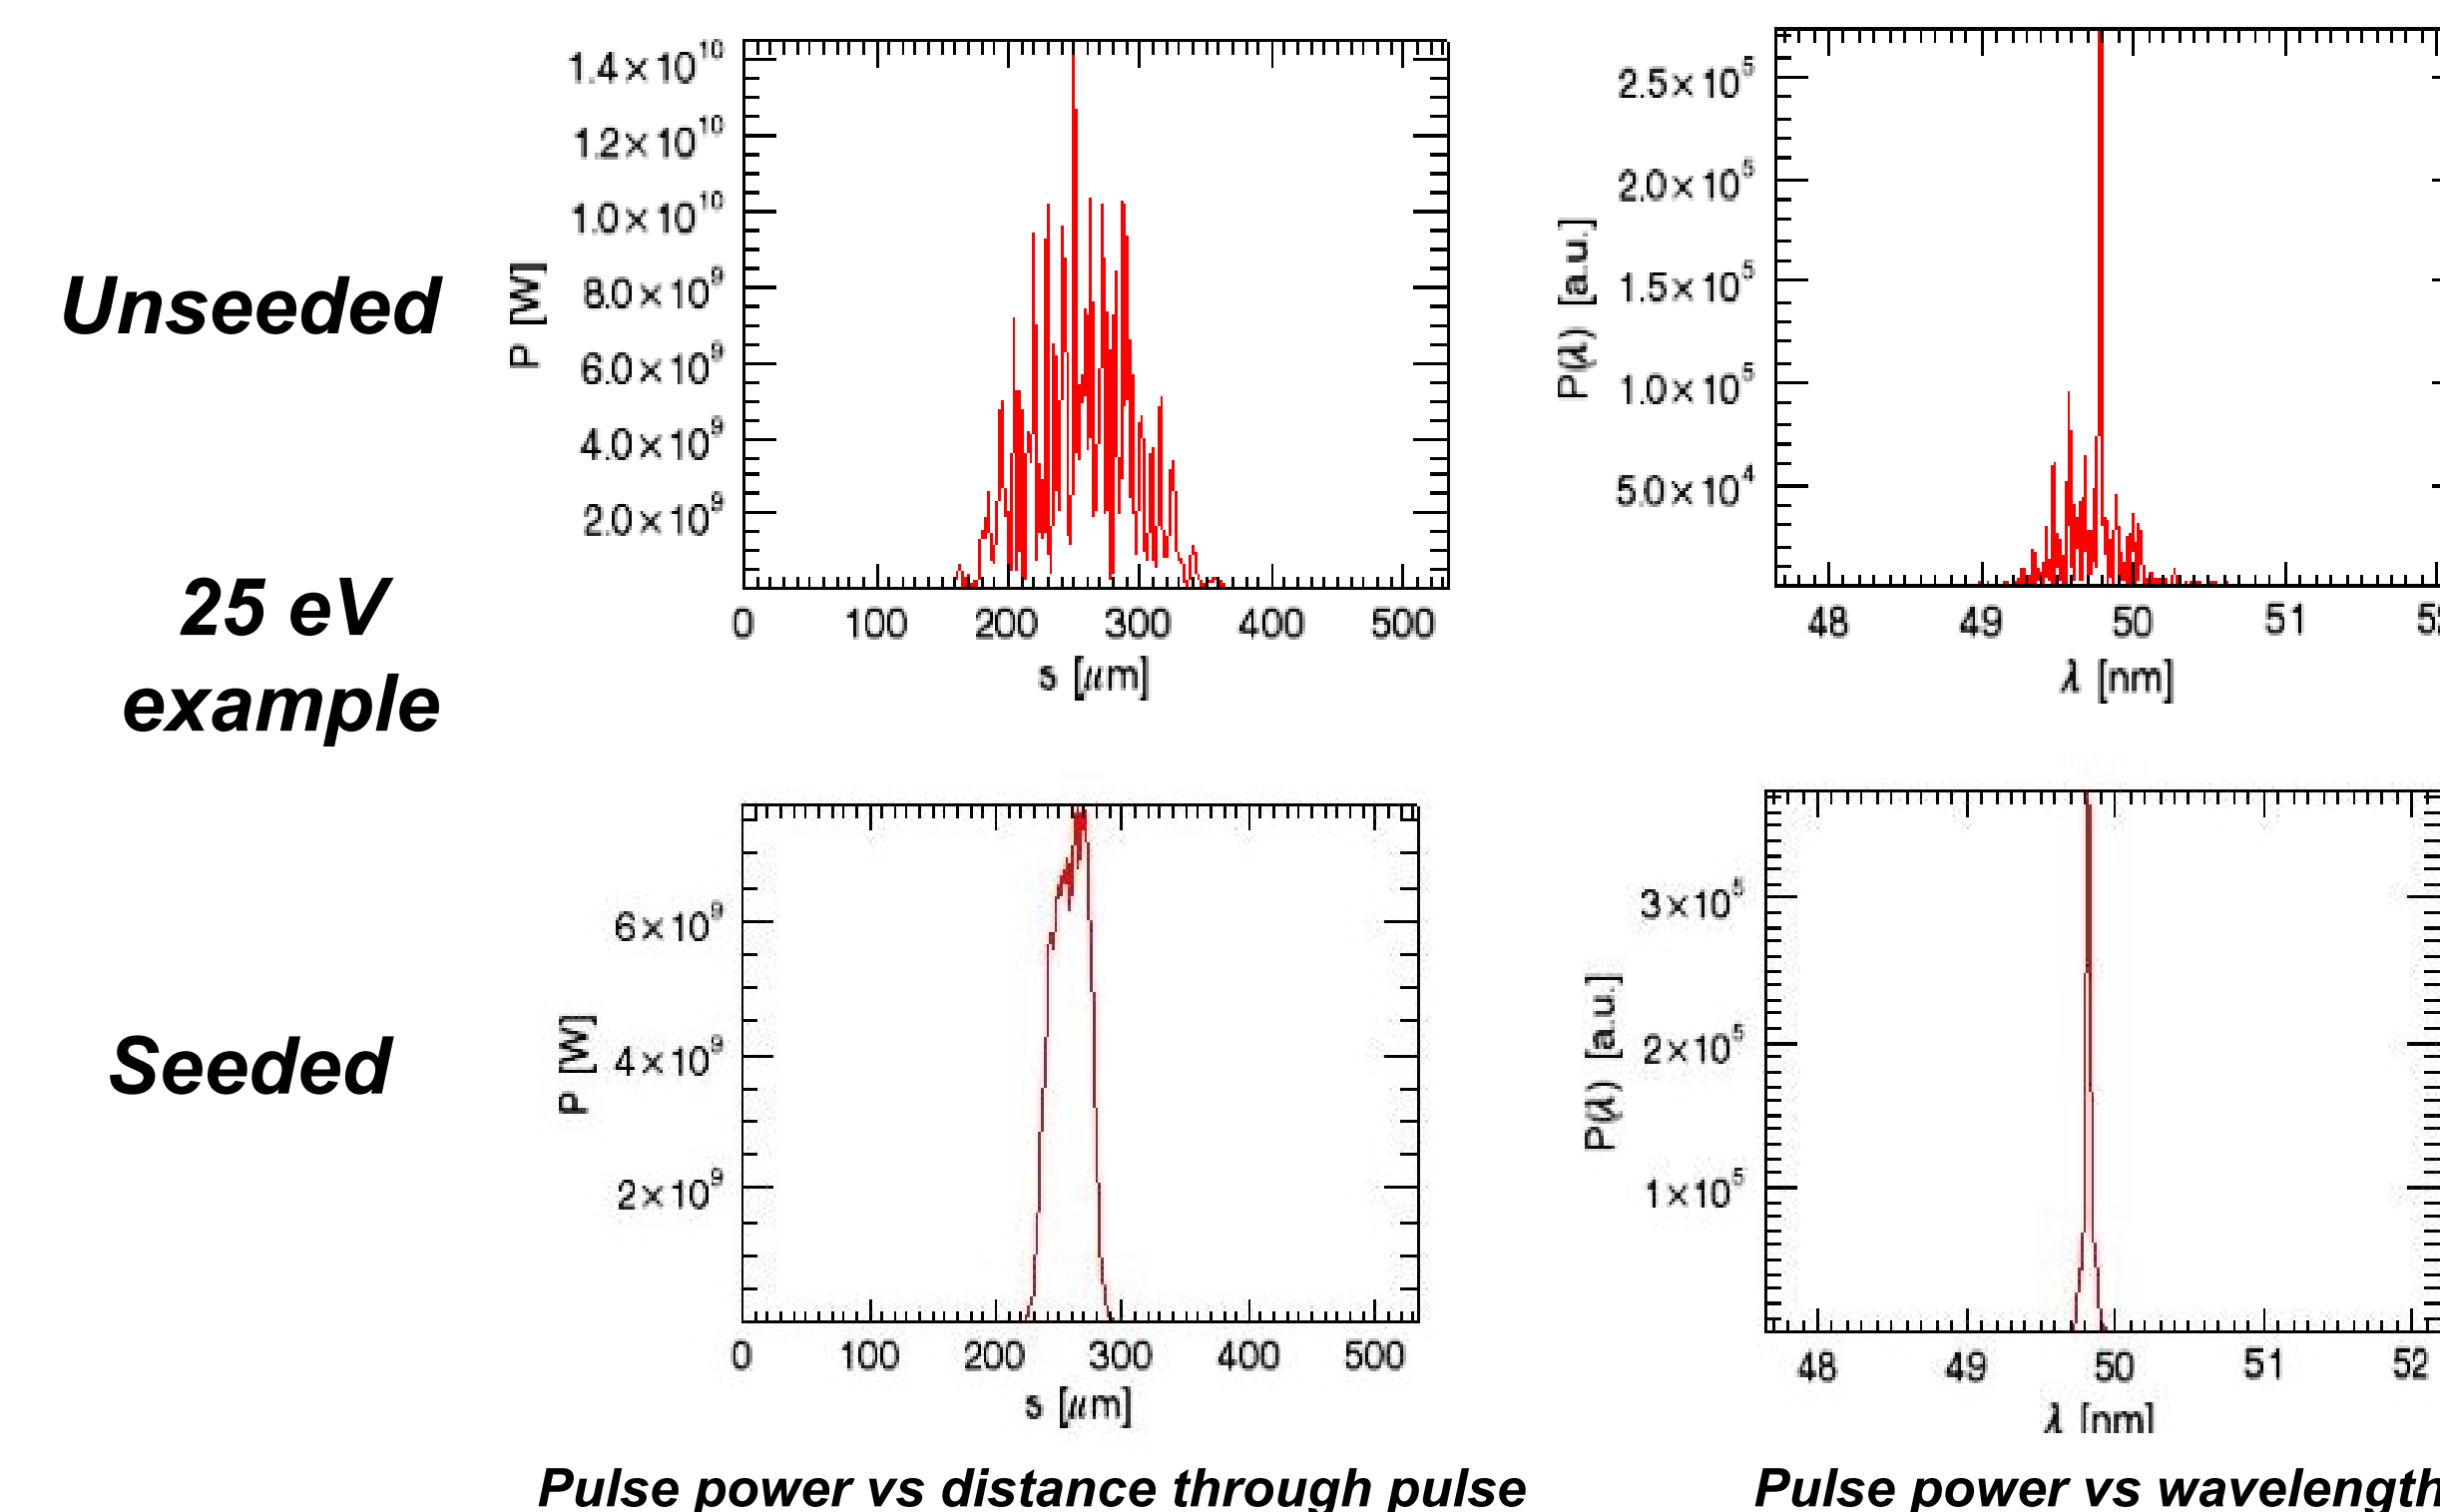 Unseeded
25 eV
example
Seeded
P [W]
1.4×10¹⁰
1.2×10¹⁰
1.0×10¹⁰
8.0×10⁹
6.0×10⁹
4.0×10⁹
2.0×10⁹
0 100 200 300 400 500
s [μm]
P(λ) [a.u.]
2.5×10⁵
2.0×10⁵
1.5×10⁵
1.0×10⁵
5.0×10⁴
48 49 50 51
λ [nm]
P [W]
6×10⁹
4×10⁹
2×10⁹
0 100 200 300 400 500
s [μm]
P(λ) [a.u.]
3×10⁵
2×10⁵
1×10⁵
48 49 50 51 52
λ [nm]
Pulse power vs distance through pulse
Pulse power vs wavelength